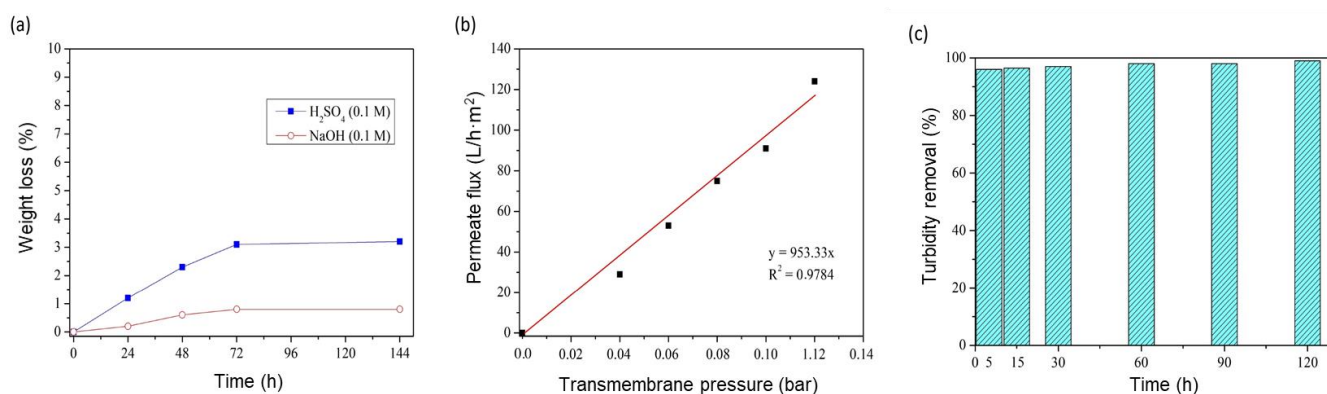 (a)
10
9
8
7
6
5
4
3
2
1
0
Weight loss (%)
H₂SO₄ (0.1 M)
NaOH (0.1 M)
0 24 48 72 96 120 144
Time (h)
(b)
140
120
100
80
60
40
20
0
Permeate flux (L/h·m²)
y = 953.33x
R² = 0.9784
0.0 0.02 0.04 0.06 0.08 0.10 1.12 0.14
Transmembrane pressure (bar)
(c)
100
80
60
40
20
0
Turbidity removal (%)
0 5 15 30 60 90 120
Time (h)